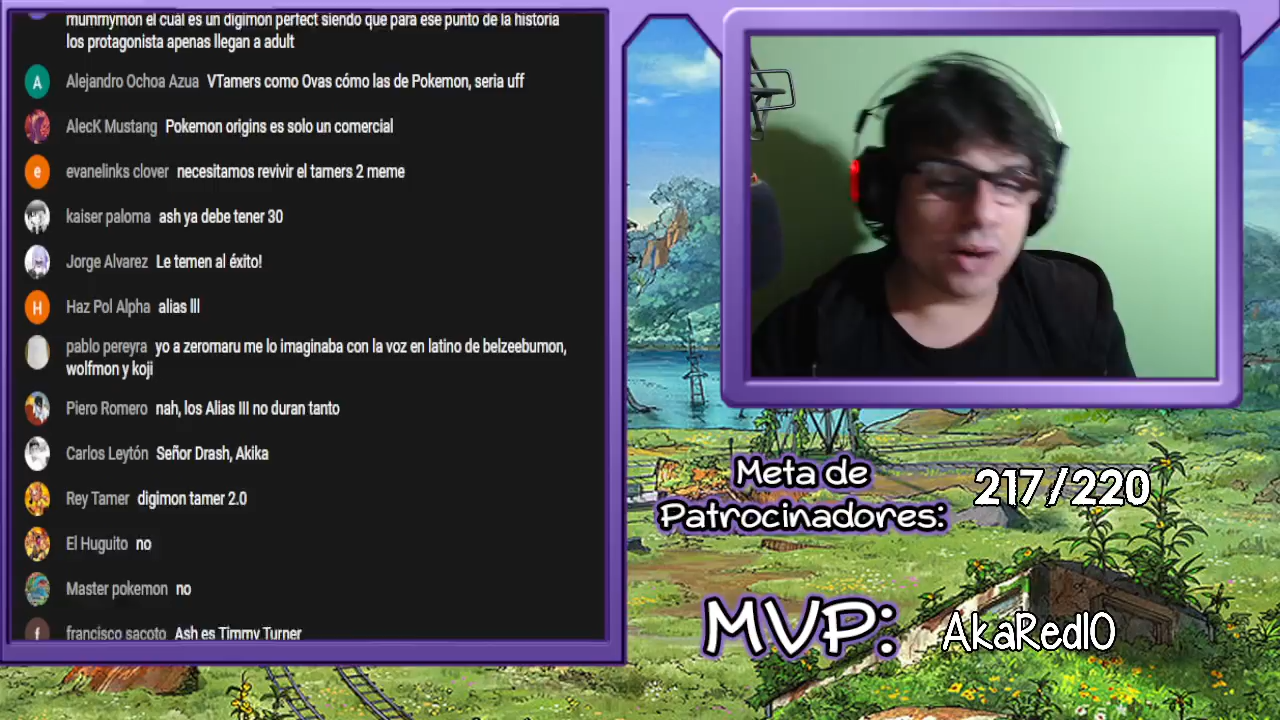 mummymon el cuál es un digimon perfect siendo que para ese punto de la historia
los protagonista apenas llegan a adult
A Alejandro Ochoa Azua VTamers como Ovas cómo las de Pokemon, seria uff
AlecK Mustang Pokemon origins es solo un comercial
e evanelinks clover necesitamos revivir el tamers 2 meme
kaiser paloma ash ya debe tener 30
Jorge Alvarez Le temen al éxito!
H Haz Pol Alpha alias lll
pablo pereyra yo a zeromaru me lo imaginaba con la voz en latino de belzeebumon,
wolfmon y koji
Piero Romero nah, los Alias III no duran tanto
Carlos Leytón Señor Drash, Akika
Rey Tamer digimon tamer 2.0
El Huguito no
Master pokemon no
f francisco sacoto Ash es Timmy Turner
Meta de
Patrocinadores:
217/220
MVP:
AkaRed10